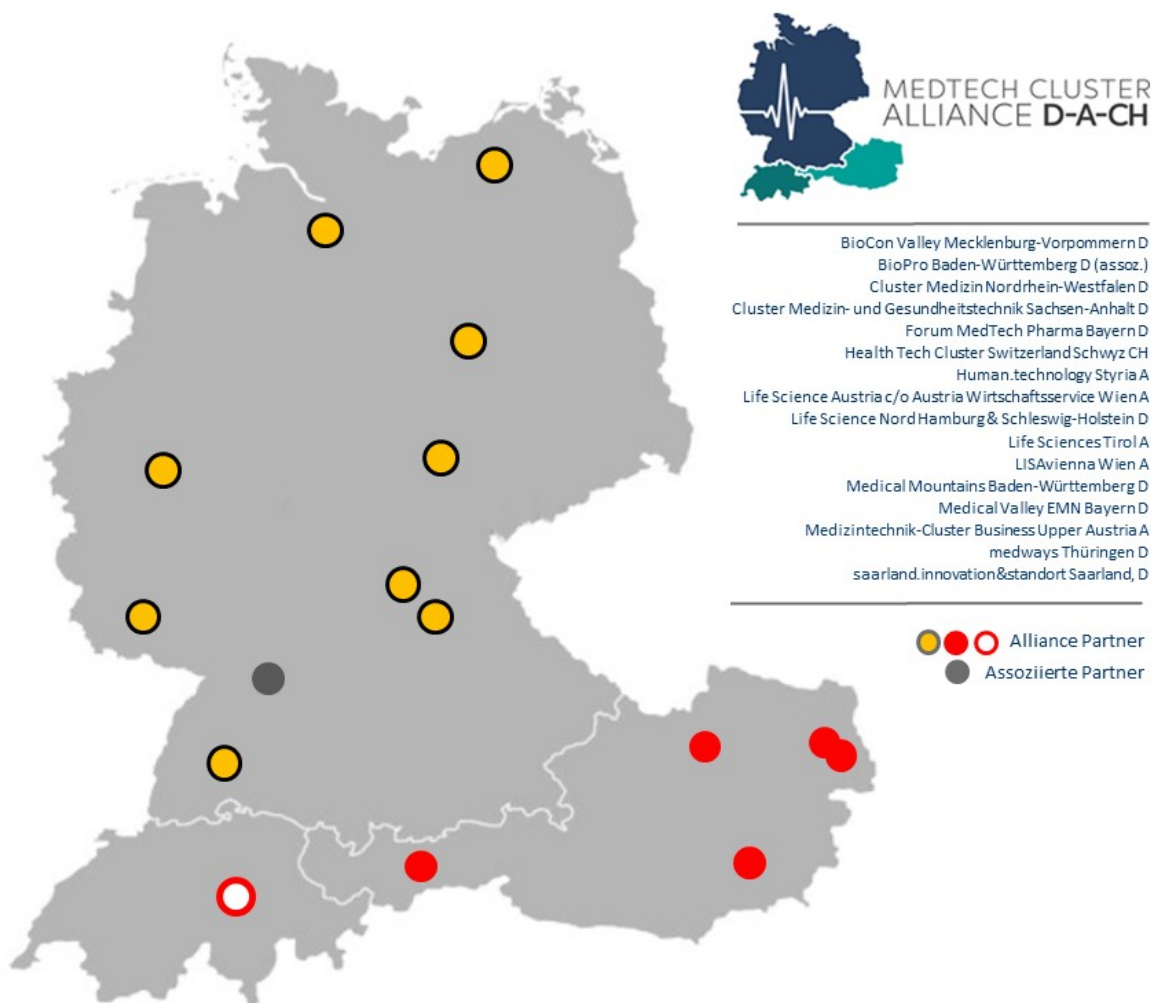 MEDTECH CLUSTER
ALLIANCE D-A-CH
BioCon Valley Mecklenburg-Vorpommern D
BioPro Baden-Württemberg D (assoz.)
Cluster Medizin Nordrhein-Westfalen D
Cluster Medizin- und Gesundheitstechnik Sachsen-Anhalt D
Forum MedTech Pharma Bayern D
Health Tech Cluster Switzerland Schwyz CH
Human.technology Styria A
Life Science Austria c/o Austria Wirtschaftsservice Wien A
Life Science Nord Hamburg & Schleswig-Holstein D
Life Sciences Tirol A
LISAvienna Wien A
Medical Mountains Baden-Württemberg D
Medical Valley EMN Bayern D
Medizintechnik-Cluster Business Upper Austria A
medways Thüringen D
saarland.innovation&standort Saarland, D
Alliance Partner
Assoziierte Partner